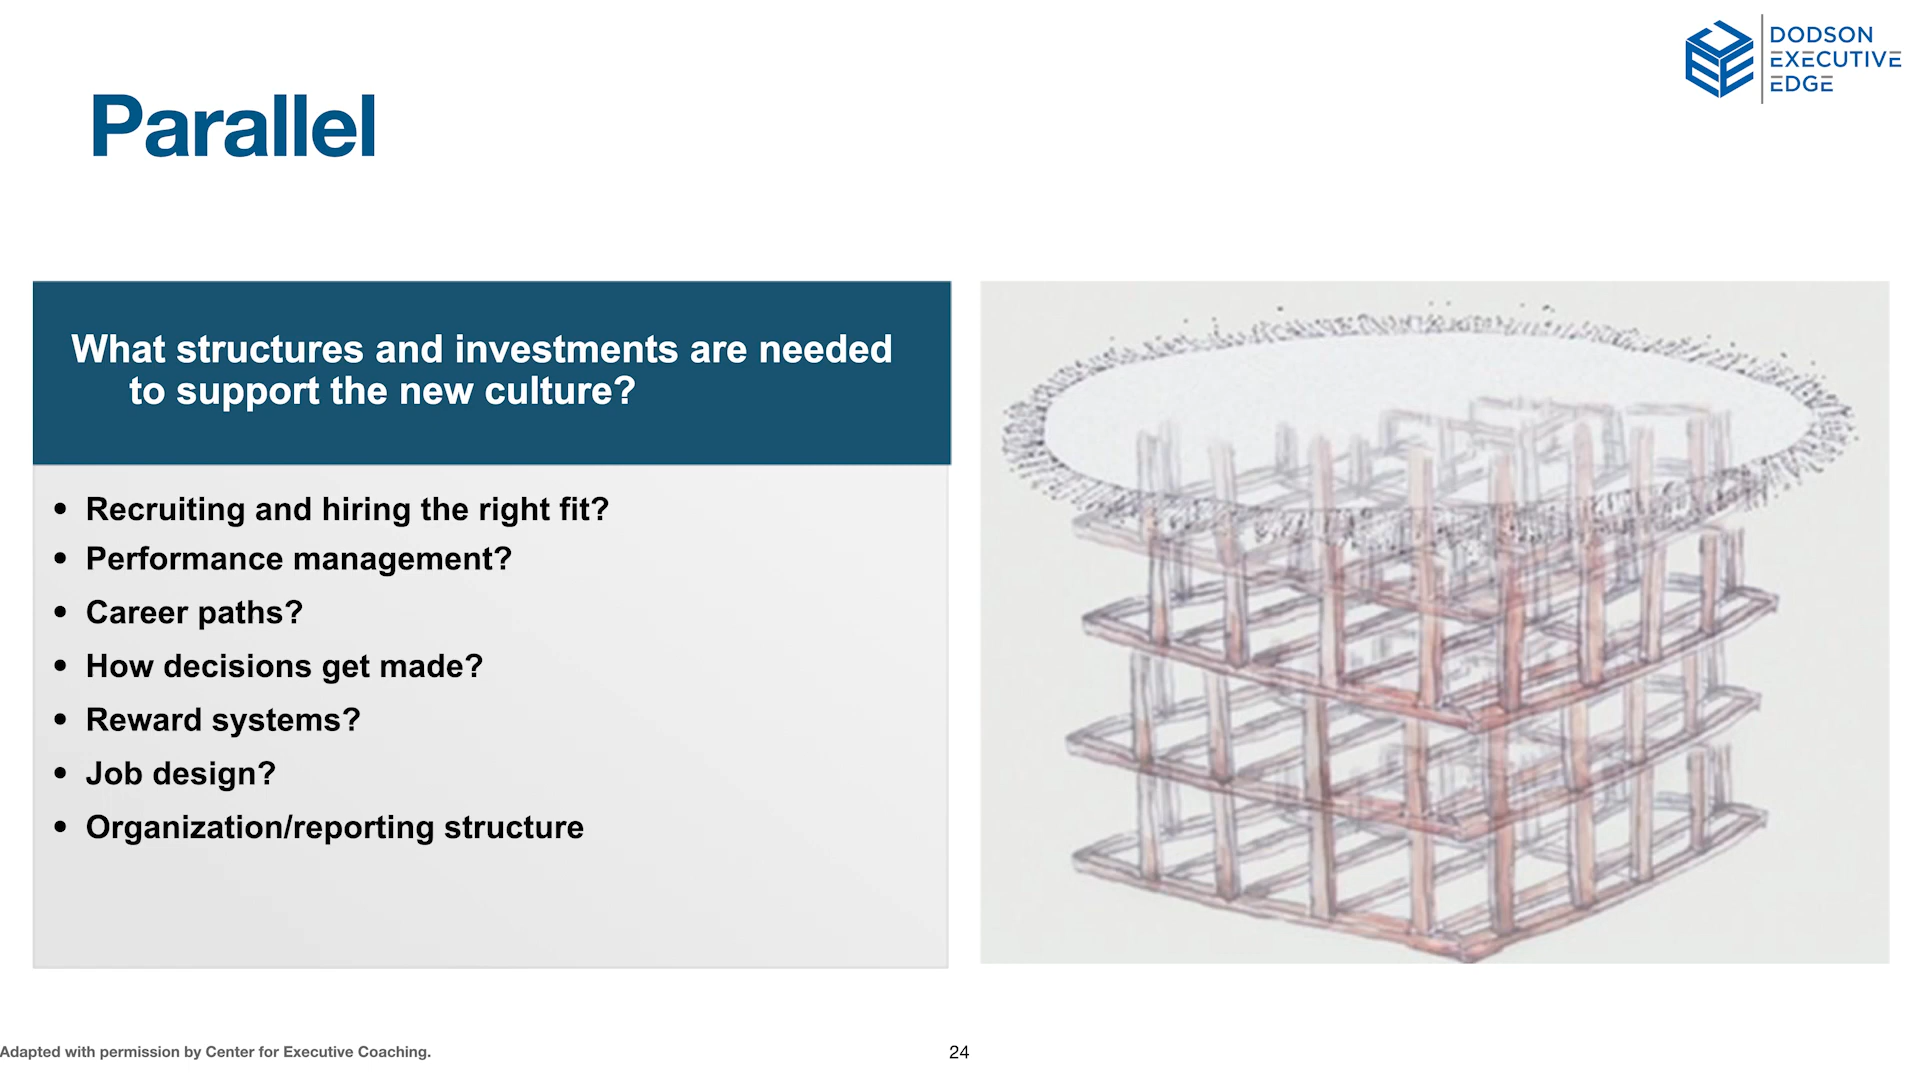 DODSON
EXECUTIVE
EDGE
Parallel
What structures and investments are needed
to support the new culture?
• Recruiting and hiring the right fit?
• Performance management?
• Career paths?
• How decisions get made?
• Reward systems?
• Job design?
• Organization/reporting structure
Adapted with permission by Center for Executive Coaching.
24